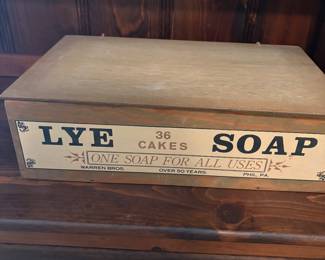 LYE 36 CAKES SOAP
ONE SOAP FOR ALL USES
WARREN BROS. OVER 50 YEARS. PHIL, PA.